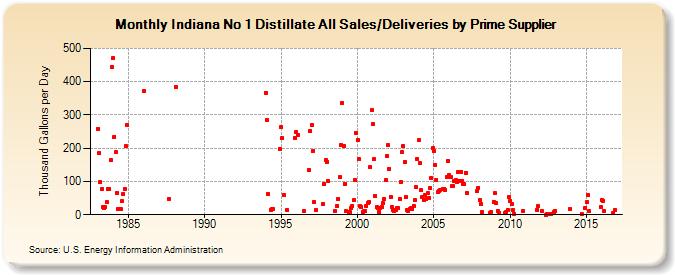 Monthly Indiana No 1 Distillate All Sales/Deliveries by Prime Supplier
Thousand Gallons per Day
500
400
300
200
100
0
1985 1990 1995 2000 2005 2010 2015
Source: U.S. Energy Information Administration